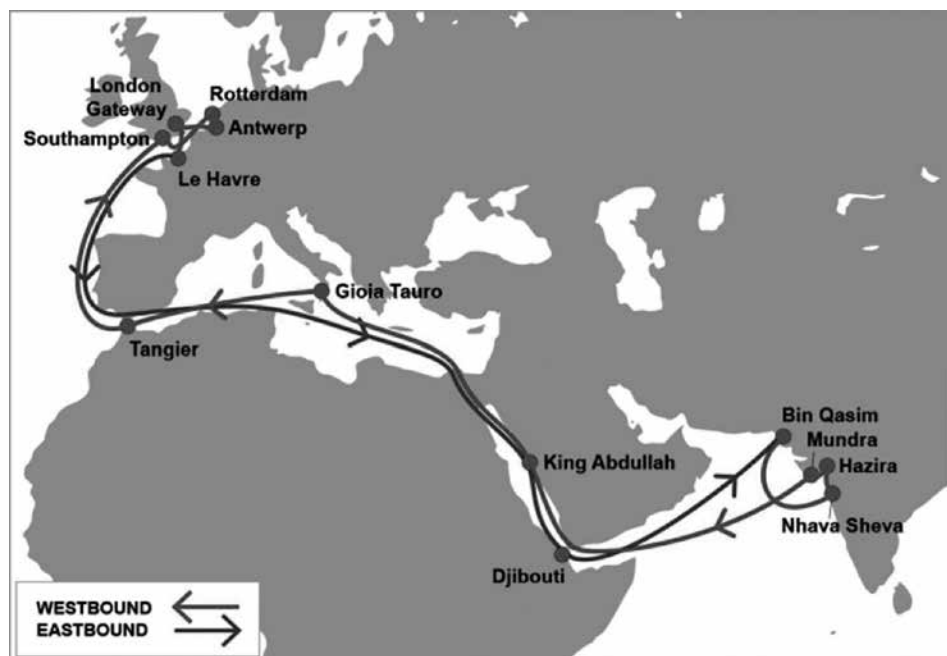 London
Gateway
Rotterdam
Antwerp
Southampton
Le Havre
Gioia Tauro
Tangier
Bin Qasim
Mundra
Hazira
King Abdullah
Nhava Sheva
Djibouti
WESTBOUND
EASTBOUND